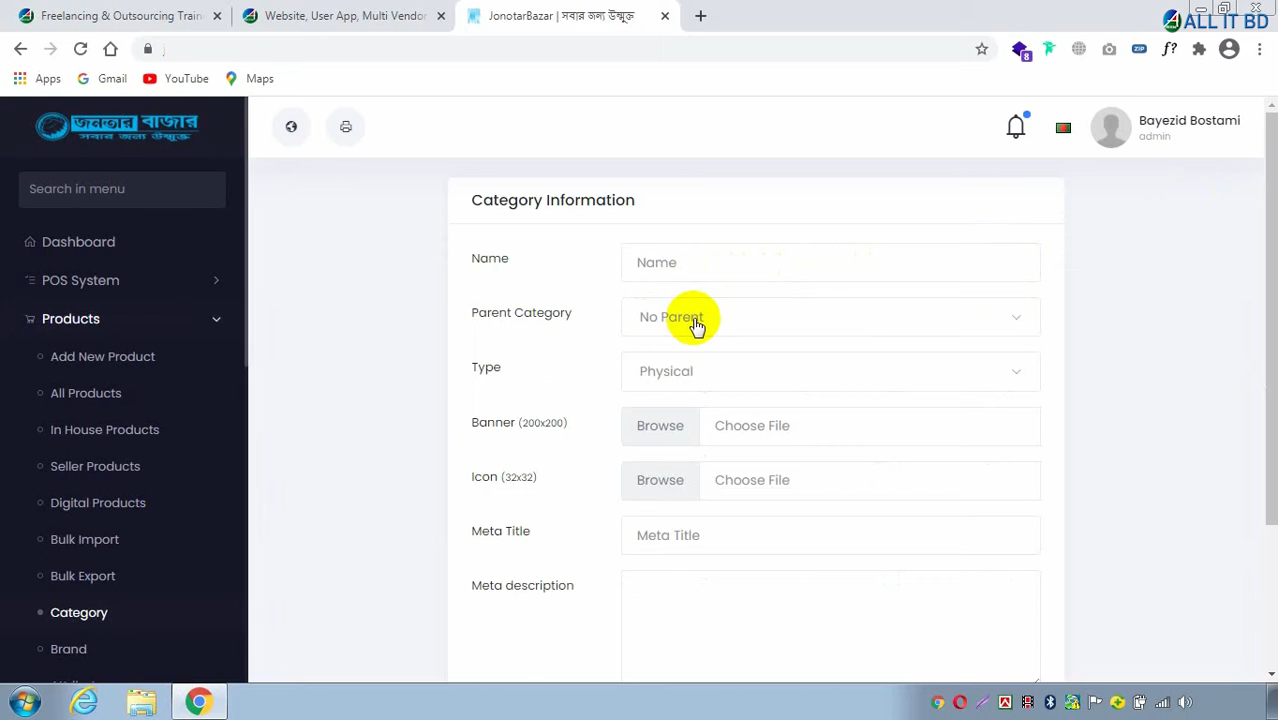 Freelancing & Outsourcing Train
Website, User App, Multi Vendor
JonotarBazar | সবার জন্য উন্মুক্ত
ALL IT BD
Apps
Gmail
YouTube
Maps
8
ZIP
f?
জনতার বাজার
সবার জন্য উন্মুক্ত
Bayezid Bostami
admin
Search in menu
Dashboard
POS System
Products
Add New Product
All Products
In House Products
Seller Products
Digital Products
Bulk Import
Bulk Export
Category
Brand
Category Information
Name
Name
Parent Category
No Parent
Type
Physical
Banner (200x200)
Browse
Choose File
Icon (32x32)
Browse
Choose File
Meta Title
Meta Title
Meta description